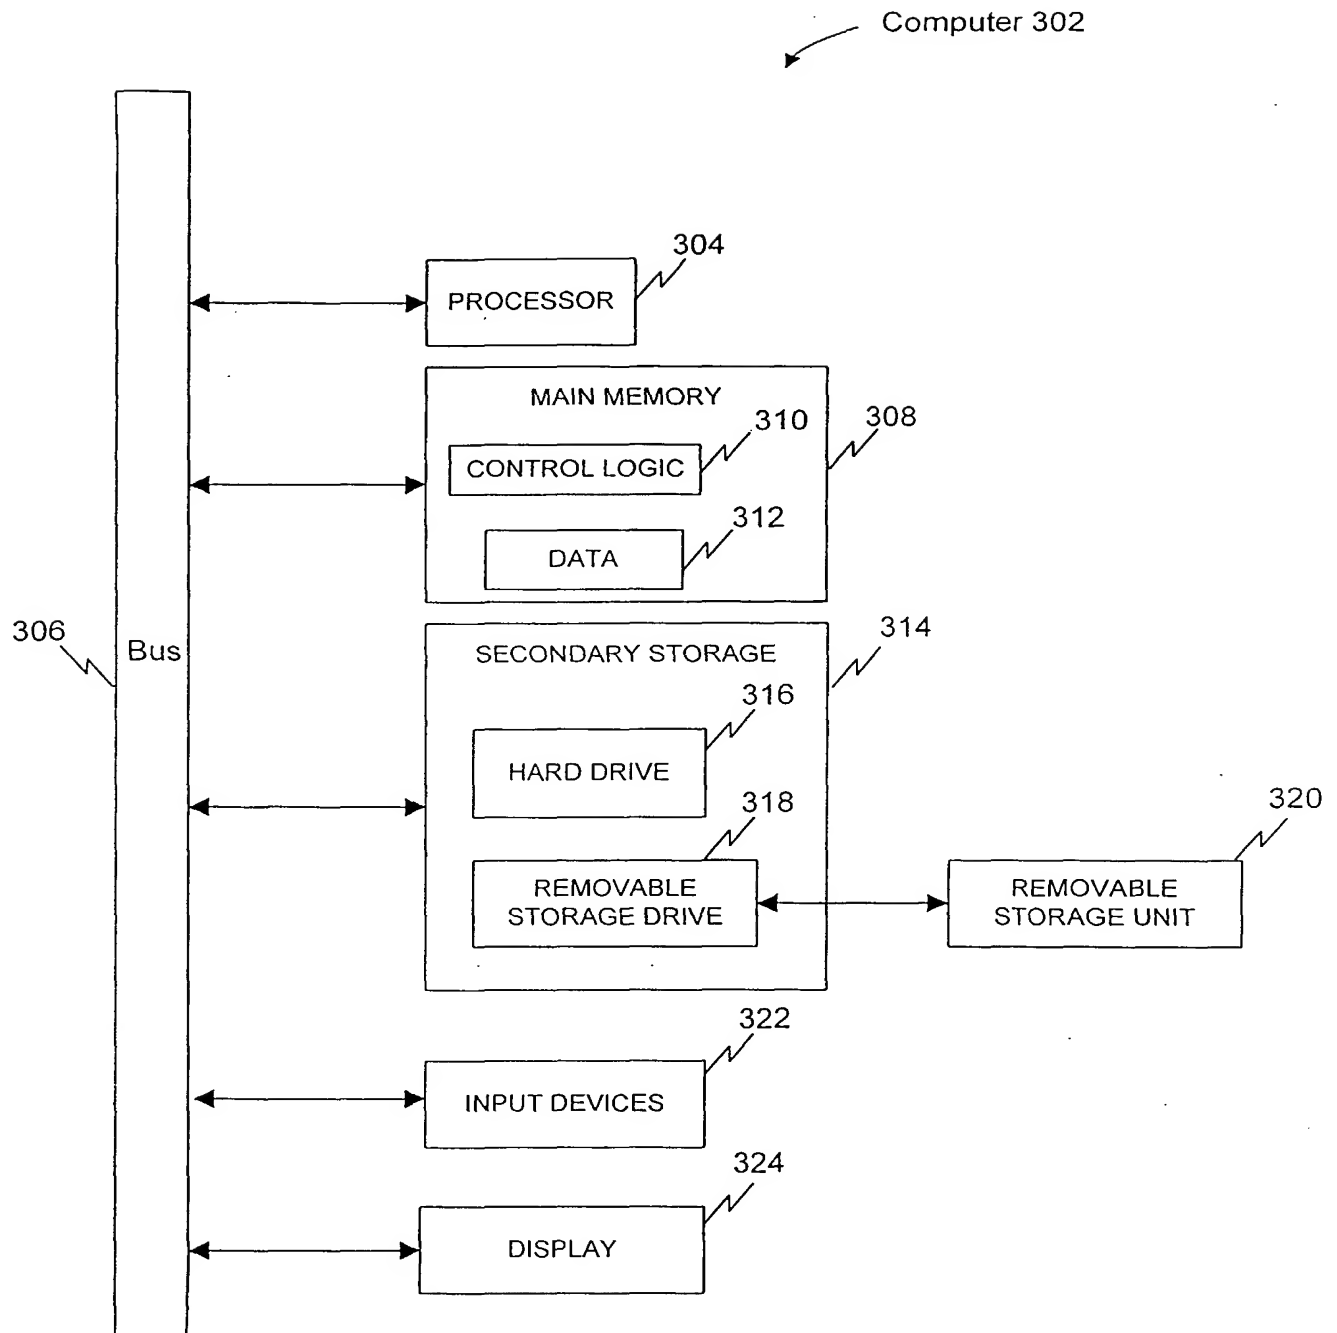 Computer 302
304
PROCESSOR
MAIN MEMORY
310
308
CONTROL LOGIC
312
DATA
306
Bus
314
SECONDARY STORAGE
316
HARD DRIVE
318
320
REMOVABLE
STORAGE DRIVE
REMOVABLE
STORAGE UNIT
322
INPUT DEVICES
324
DISPLAY